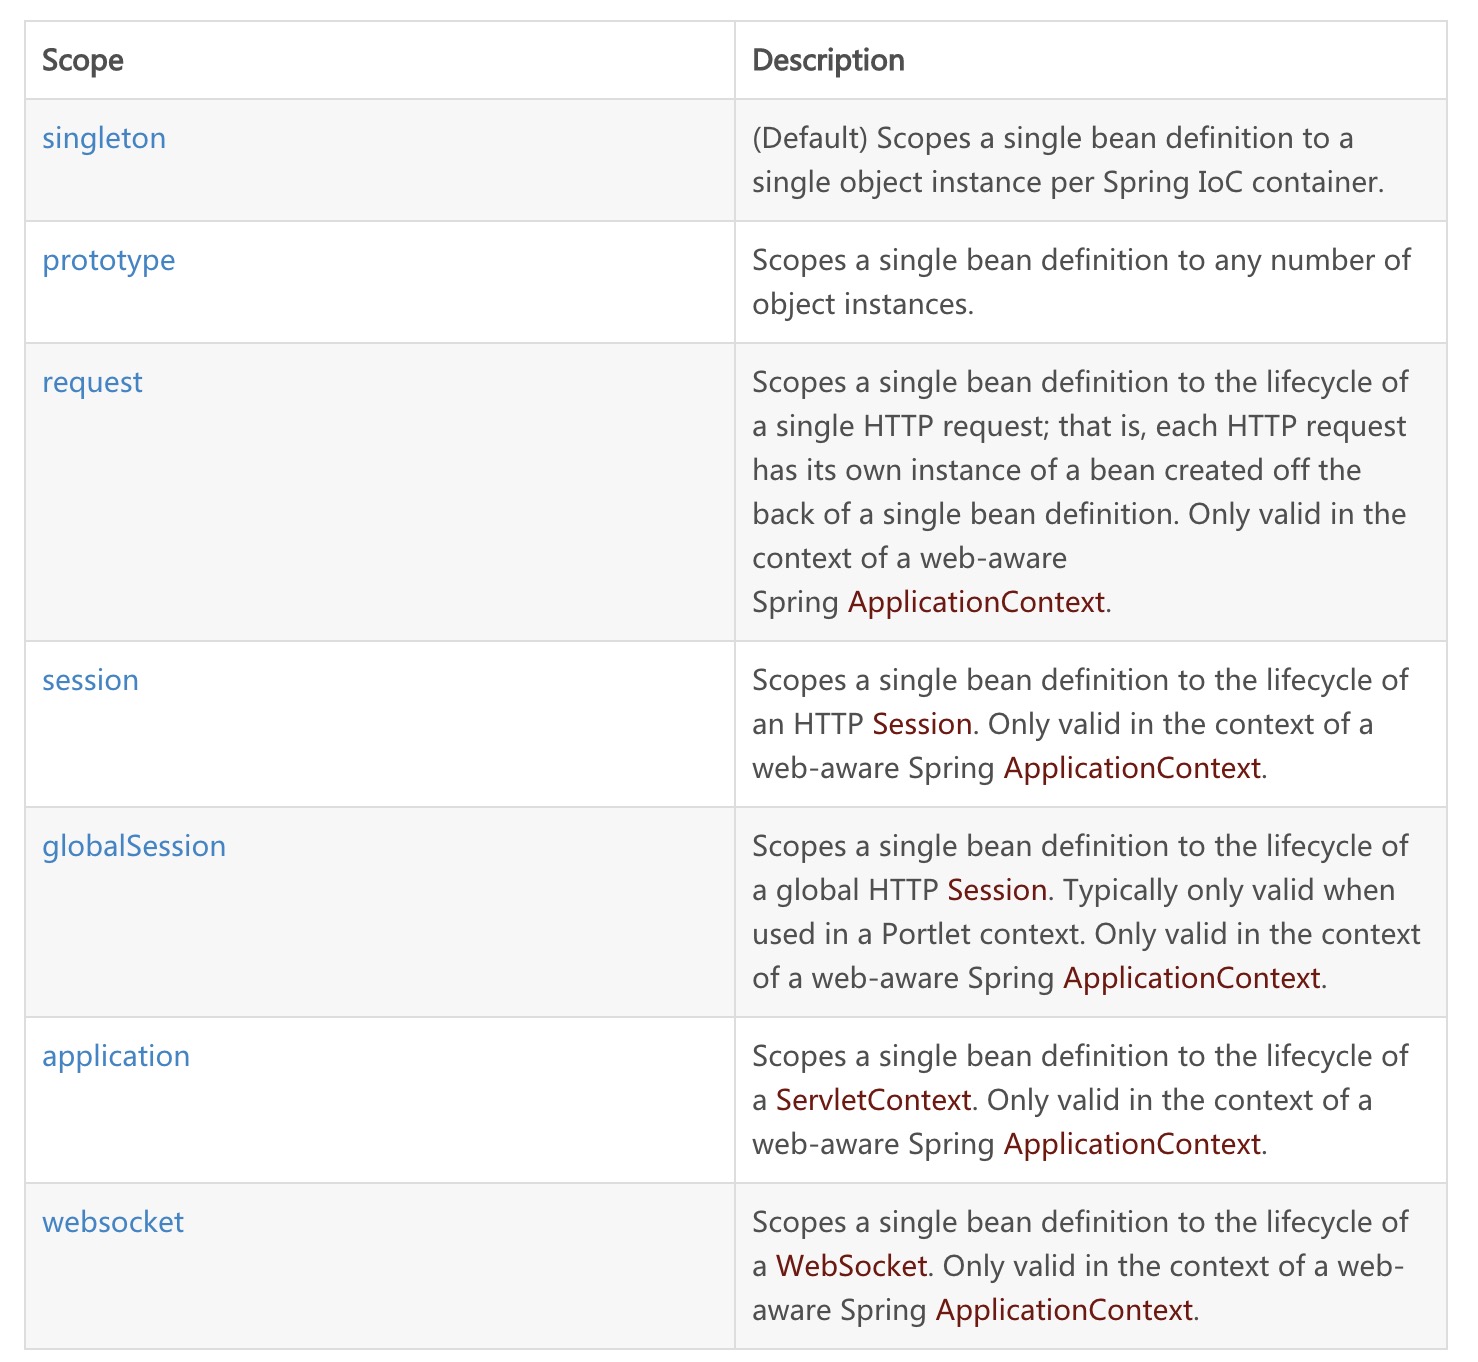 Scope
Description
singleton
(Default) Scopes a single bean definition to a
single object instance per Spring IoC container.
prototype
Scopes a single bean definition to any number of
object instances.
request
Scopes a single bean definition to the lifecycle of
a single HTTP request; that is, each HTTP request
has its own instance of a bean created off the
back of a single bean definition. Only valid in the
context of a web-aware
Spring ApplicationContext.
session
Scopes a single bean definition to the lifecycle of
an HTTP Session. Only valid in the context of a
web-aware Spring ApplicationContext.
globalSession
Scopes a single bean definition to the lifecycle of
a global HTTP Session. Typically only valid when
used in a Portlet context. Only valid in the context
of a web-aware Spring ApplicationContext.
application
Scopes a single bean definition to the lifecycle of
a ServletContext. Only valid in the context of a
web-aware Spring ApplicationContext.
websocket
Scopes a single bean definition to the lifecycle of
a WebSocket. Only valid in the context of a web-
aware Spring ApplicationContext.